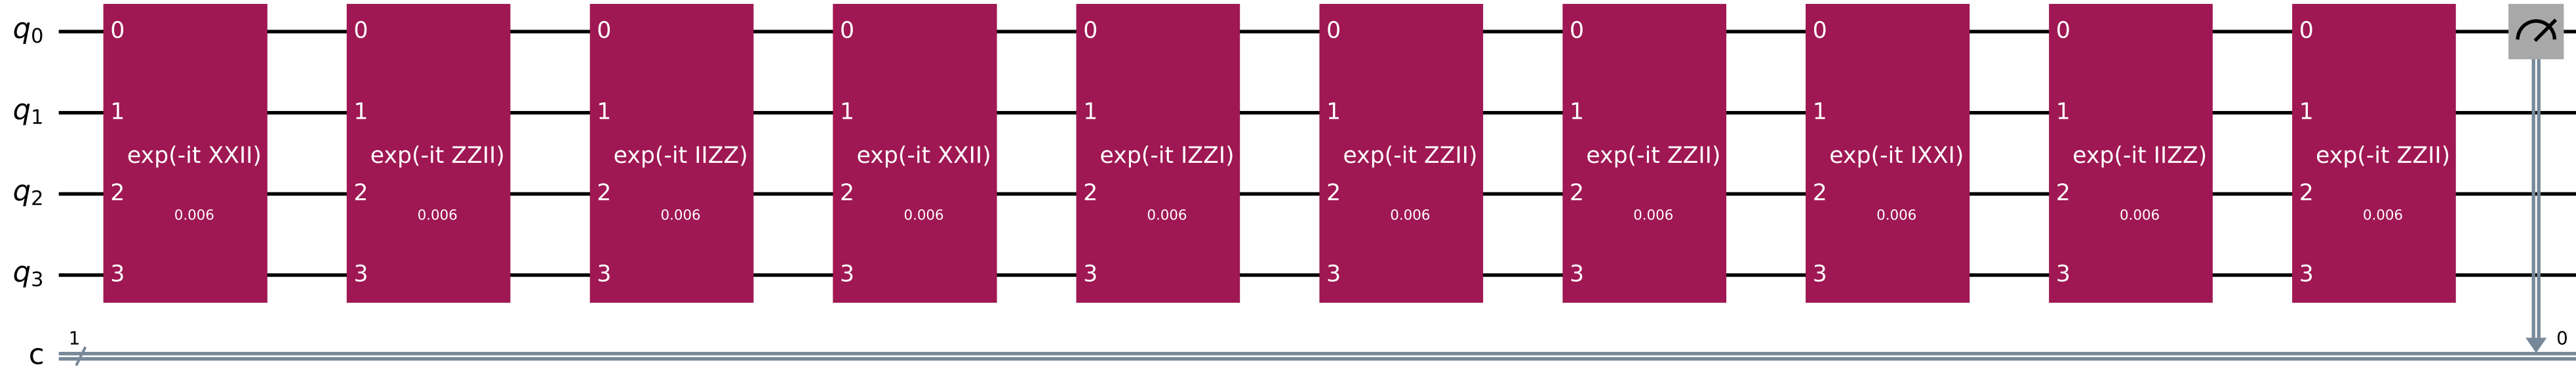 q0 0 0 0 0 0 0 0 0 0 0
q1 1 1 1 1 1 1 1 1 1 1
exp(-it XXII) exp(-it ZZII) exp(-it IIZZ) exp(-it XXII) exp(-it IZZI) exp(-it ZZII) exp(-it ZZII) exp(-it IXXI) exp(-it IIZZ) exp(-it ZZII)
q2 2 2 2 2 2 2 2 2 2 2
0.006 0.006 0.006 0.006 0.006 0.006 0.006 0.006 0.006 0.006
q3 3 3 3 3 3 3 3 3 3 3
1 0
c